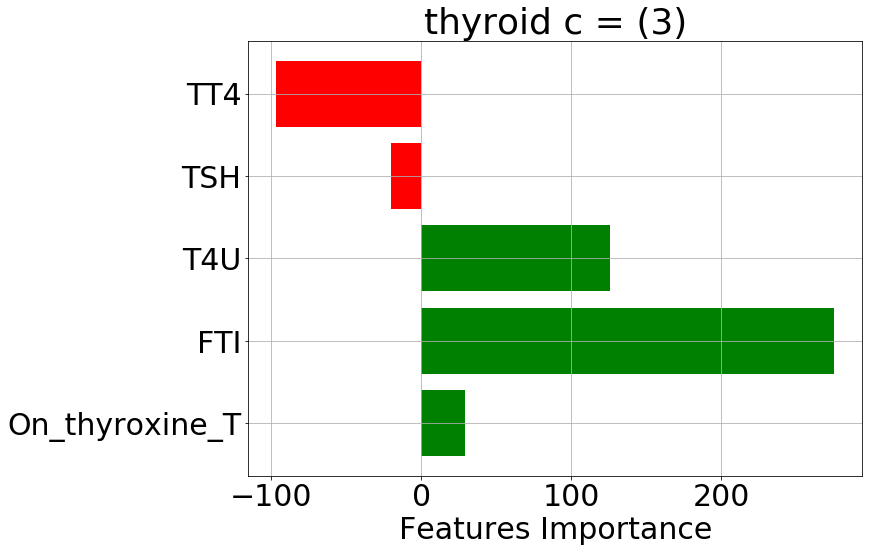 thyroid c = (3)
TT4
TSH
T4U
FTI
On_thyroxine_T
−100 0 100 200
Features Importance